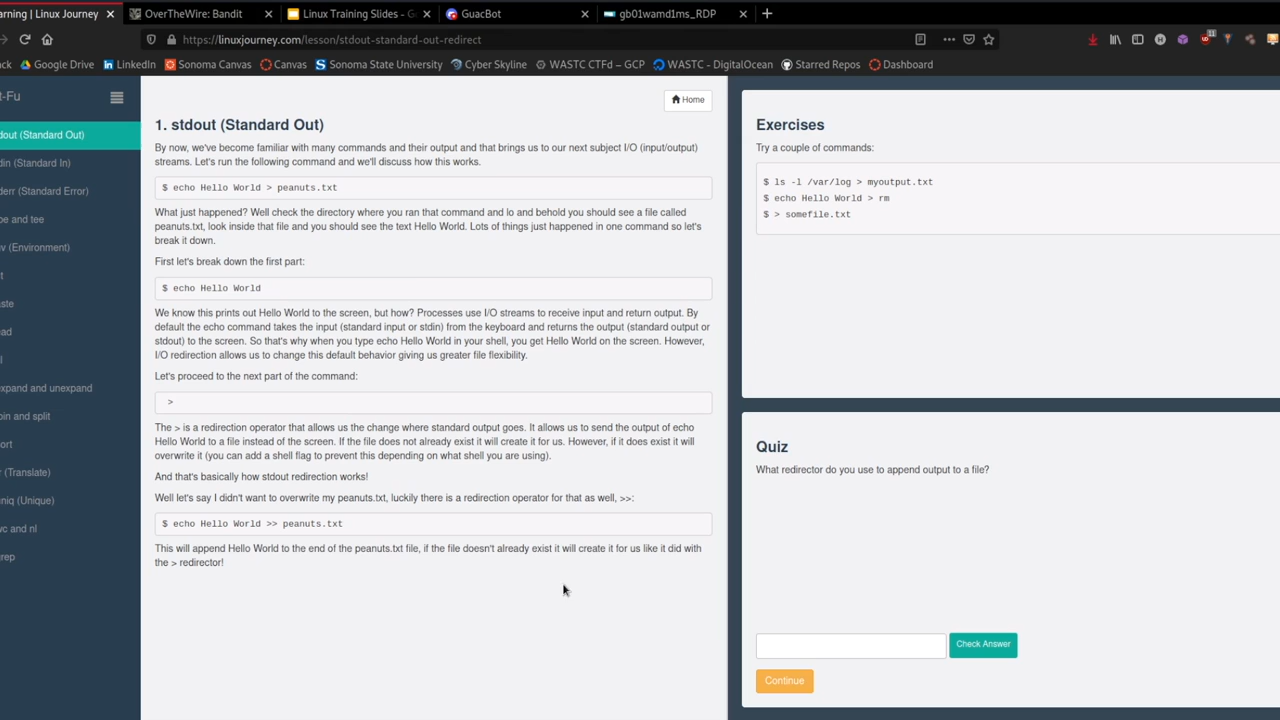 arning | Linux Journey
OverTheWire: Bandit
Linux Training Slides - G
GuacBot
gb01wamd1ms_RDP
https://linuxjourney.com/lesson/stdout-standard-out-redirect
11
ack
Google Drive
LinkedIn
Sonoma Canvas
Canvas
Sonoma State University
Cyber Skyline
WASTC CTFd – GCP
WASTC - DigitalOcean
Starred Repos
Dashboard
t-Fu
dout (Standard Out)
din (Standard In)
derr (Standard Error)
pe and tee
nv (Environment)
t
aste
ead
il
xpand and unexpand
oin and split
ort
r (Translate)
niq (Unique)
wc and nl
rep
Home
1. stdout (Standard Out)
By now, we've become familiar with many commands and their output and that brings us to our next subject I/O (input/output)
streams. Let's run the following command and we'll discuss how this works.
$ echo Hello World > peanuts.txt
What just happened? Well check the directory where you ran that command and lo and behold you should see a file called
peanuts.txt, look inside that file and you should see the text Hello World. Lots of things just happened in one command so let's
break it down.
First let's break down the first part:
$ echo Hello World
We know this prints out Hello World to the screen, but how? Processes use I/O streams to receive input and return output. By
default the echo command takes the input (standard input or stdin) from the keyboard and returns the output (standard output or
stdout) to the screen. So that's why when you type echo Hello World in your shell, you get Hello World on the screen. However,
I/O redirection allows us to change this default behavior giving us greater file flexibility.
Let's proceed to the next part of the command:
>
The > is a redirection operator that allows us the change where standard output goes. It allows us to send the output of echo
Hello World to a file instead of the screen. If the file does not already exist it will create it for us. However, if it does exist it will
overwrite it (you can add a shell flag to prevent this depending on what shell you are using).
And that's basically how stdout redirection works!
Well let's say I didn't want to overwrite my peanuts.txt, luckily there is a redirection operator for that as well, >>:
$ echo Hello World >> peanuts.txt
This will append Hello World to the end of the peanuts.txt file, if the file doesn't already exist it will create it for us like it did with
the > redirector!
Exercises
Try a couple of commands:
$ ls -l /var/log > myoutput.txt
$ echo Hello World > rm
$ > somefile.txt
Quiz
What redirector do you use to append output to a file?
Check Answer
Continue